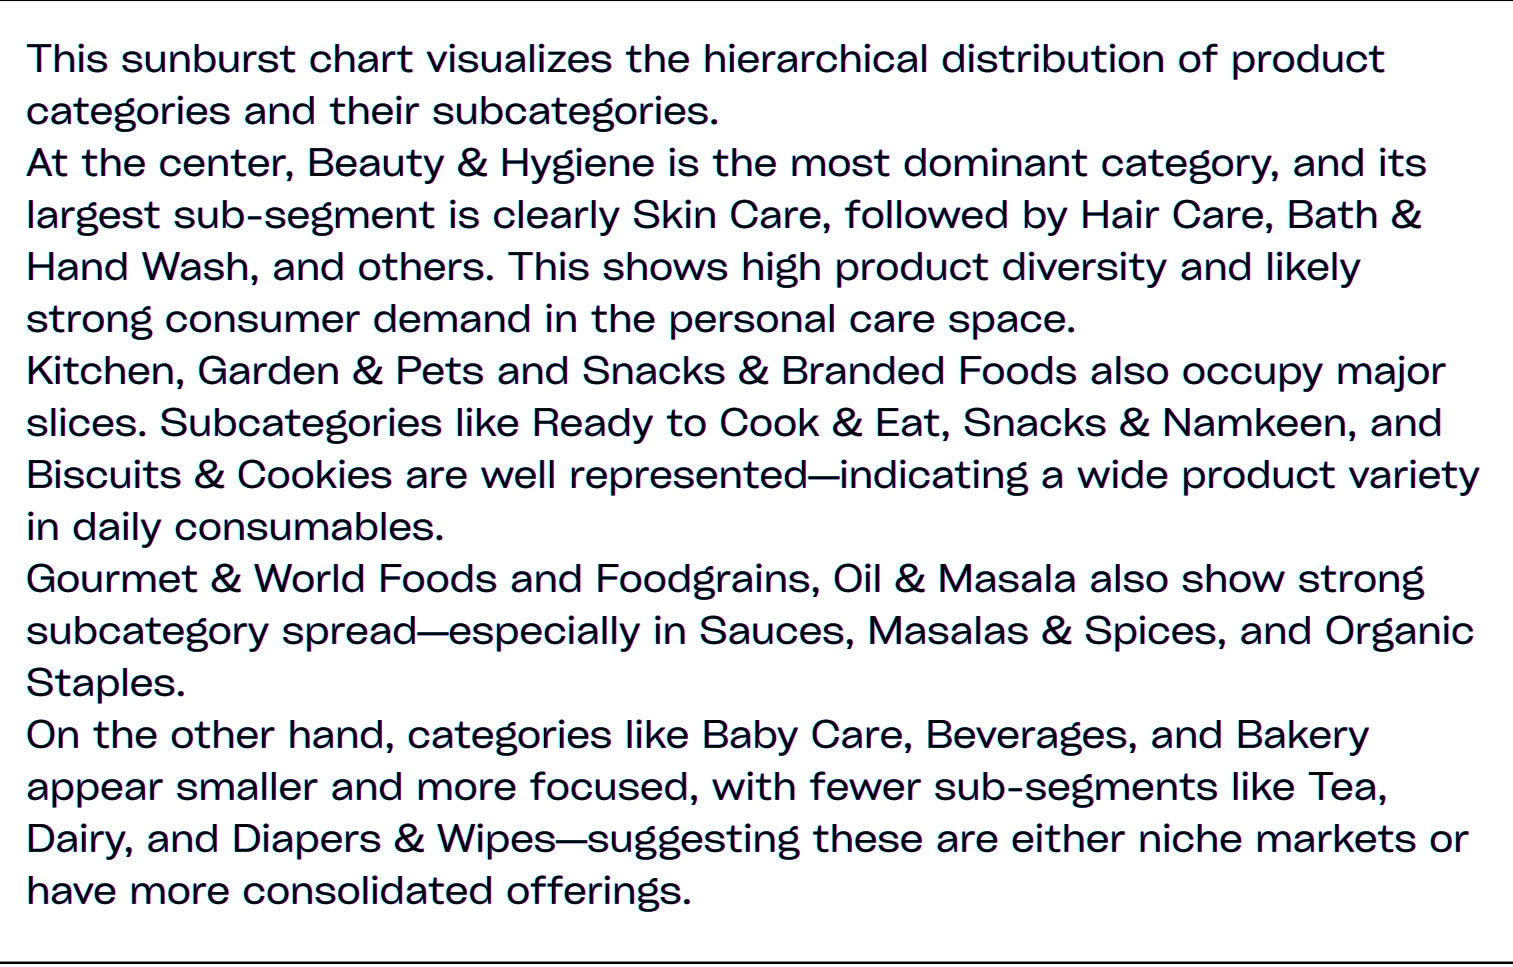 This sunburst chart visualizes the hierarchical distribution of product
categories and their subcategories.
At the center, Beauty & Hygiene is the most dominant category, and its
largest sub-segment is clearly Skin Care, followed by Hair Care, Bath &
Hand Wash, and others. This shows high product diversity and likely
strong consumer demand in the personal care space.
Kitchen, Garden & Pets and Snacks & Branded Foods also occupy major
slices. Subcategories like Ready to Cook & Eat, Snacks & Namkeen, and
Biscuits & Cookies are well represented—indicating a wide product variety
in daily consumables.
Gourmet & World Foods and Foodgrains, Oil & Masala also show strong
subcategory spread—especially in Sauces, Masalas & Spices, and Organic
Staples.
On the other hand, categories like Baby Care, Beverages, and Bakery
appear smaller and more focused, with fewer sub-segments like Tea,
Dairy, and Diapers & Wipes—suggesting these are either niche markets or
have more consolidated offerings.